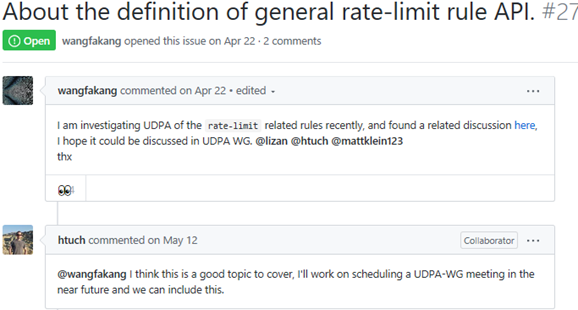 About the definition of general rate-limit rule API. #27
Open wangfakang opened this issue on Apr 22 · 2 comments
wangfakang commented on Apr 22 • edited
I am investigating UDPA of the rate-limit related rules recently, and found a related discussion here,
I hope it could be discussed in UDPA WG. @lizan @htuch @mattklein123
thx
htuch commented on May 12 Collaborator
@wangfakang I think this is a good topic to cover, I'll work on scheduling a UDPA-WG meeting in the
near future and we can include this.